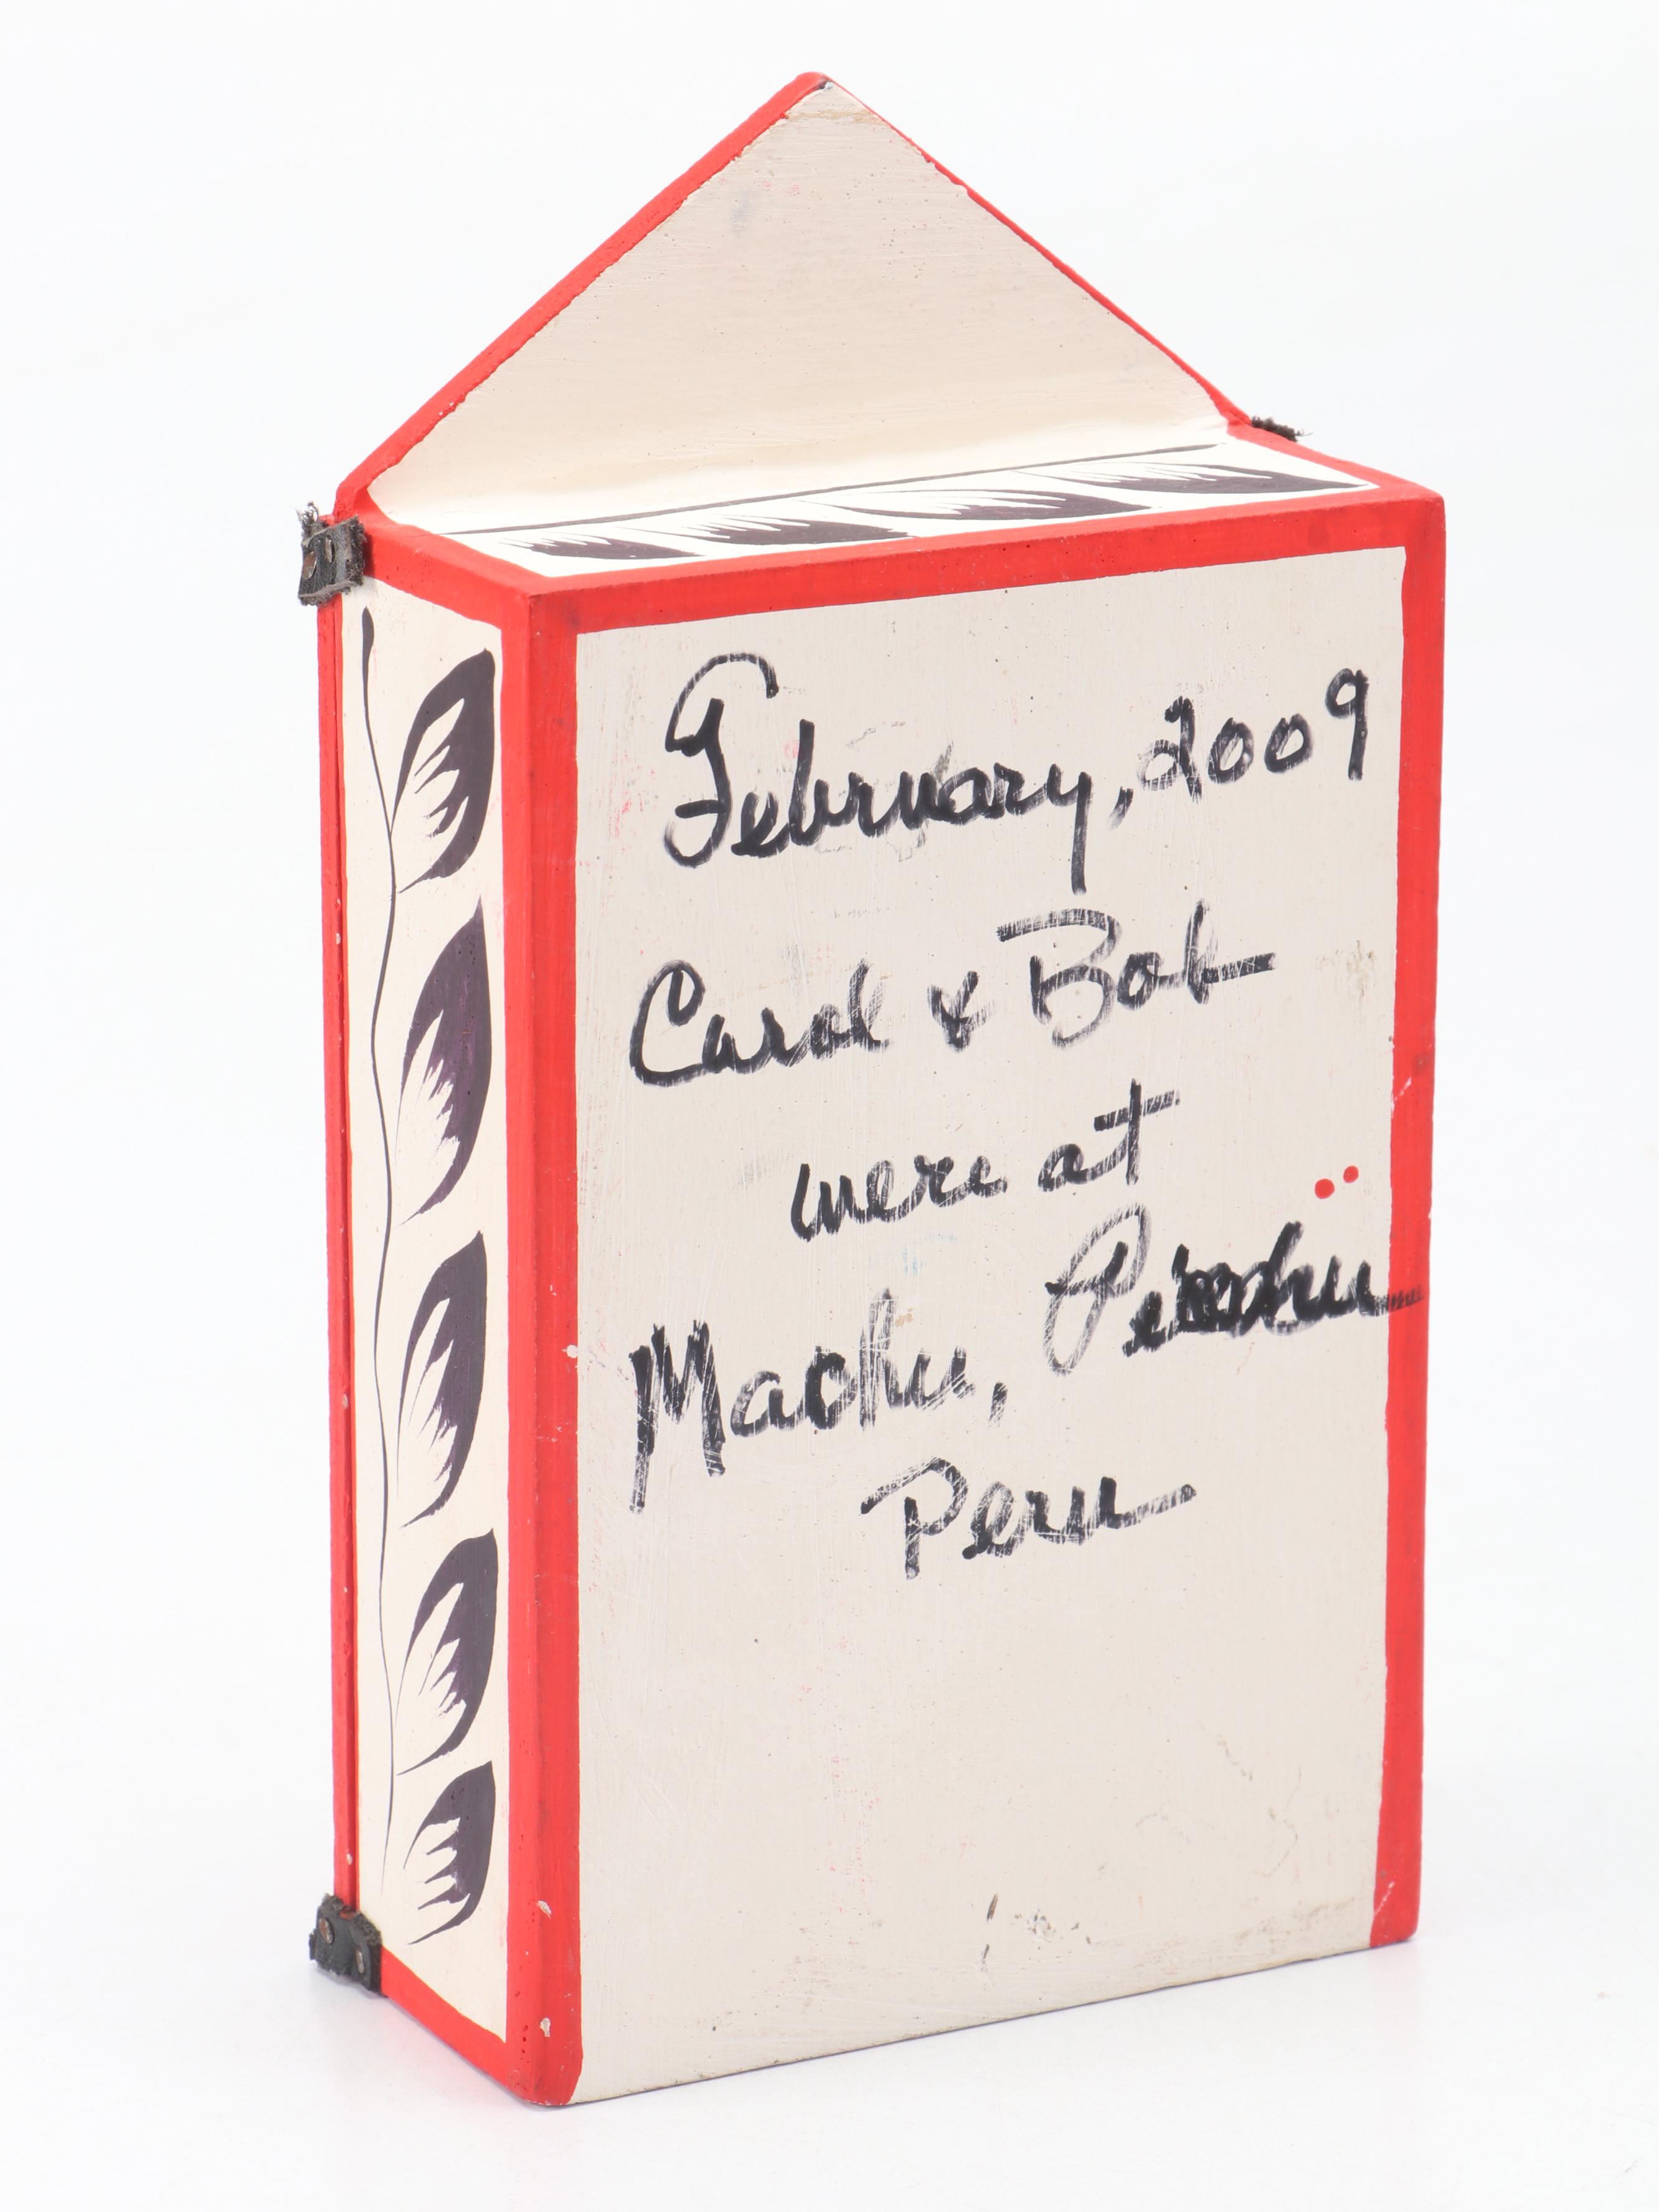 February, 2009
Carol & Bob
were at
Machu,
Peru